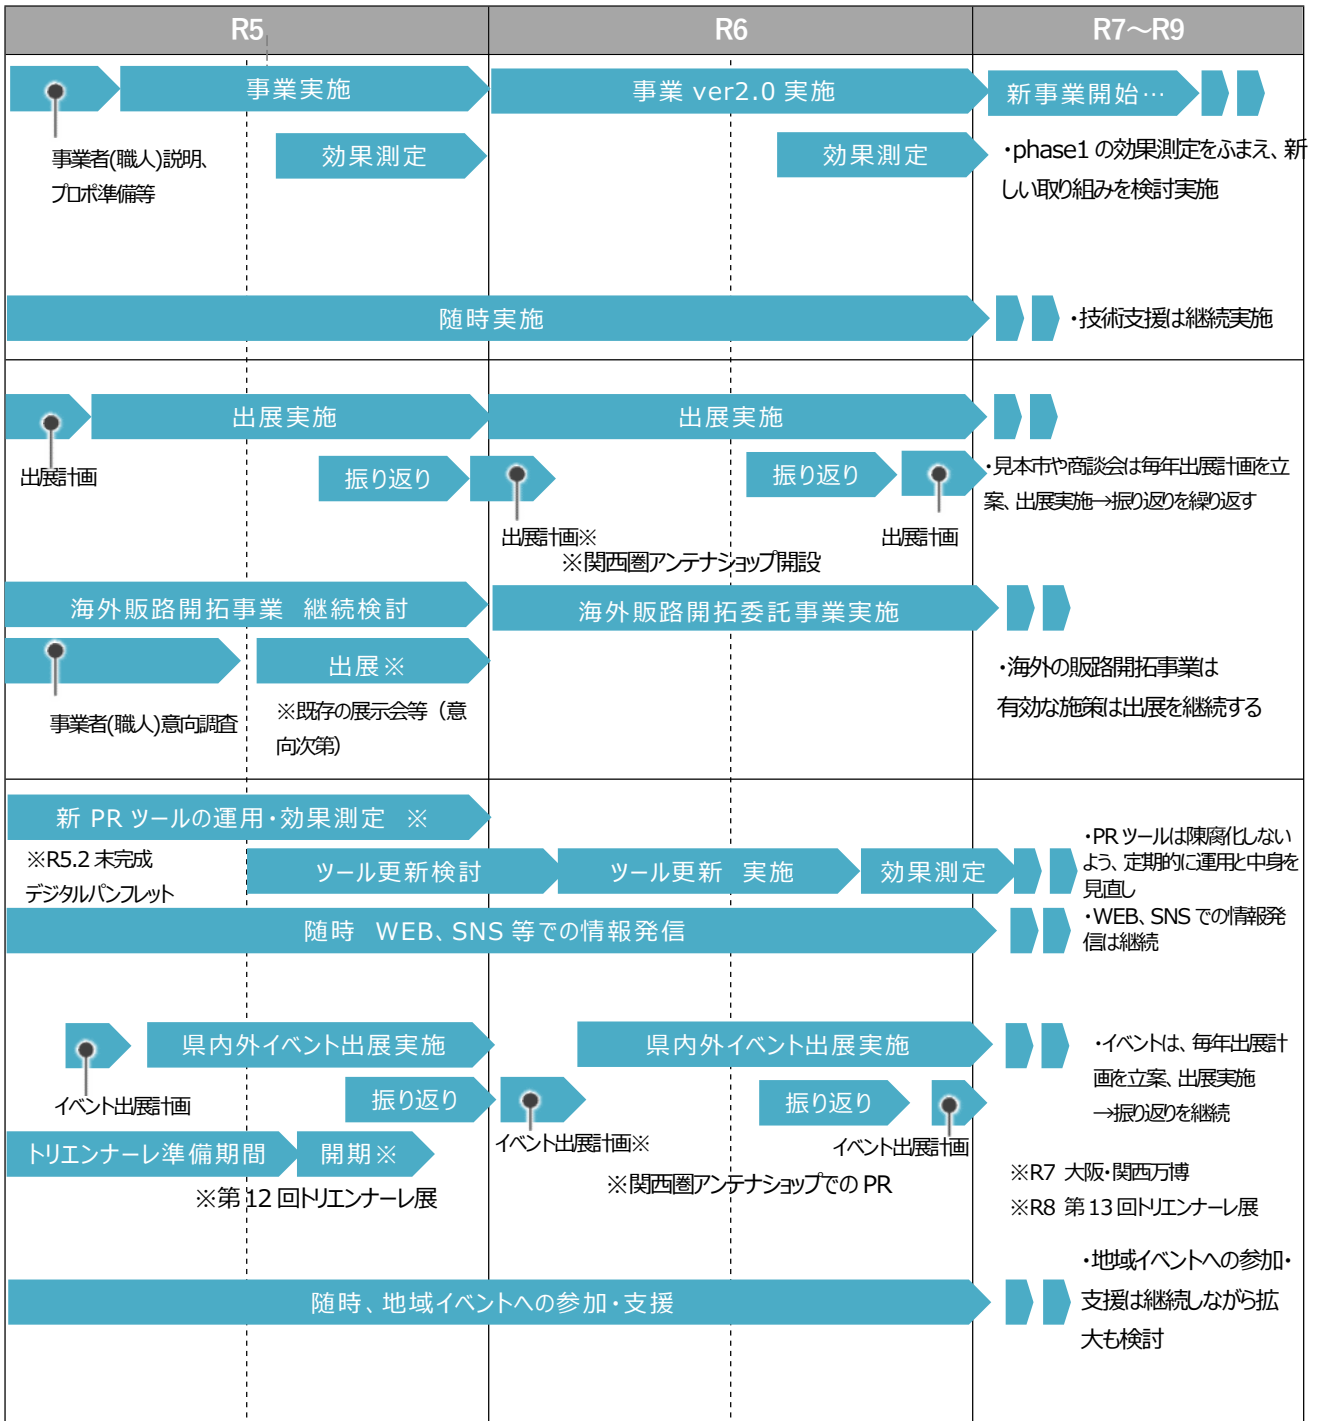 R5
R6
R7～R9
事業実施
事業 ver2.0 実施
新事業開始…
事業者(職人)説明、
プロポ準備等
効果測定
効果測定
・phase1 の効果測定をふまえ、新
しい取り組みを検討実施
随時実施
・技術支援は継続実施
出展実施
出展実施
出展計画
振り返り
振り返り
出展計画※
出展計画
・見本市や商談会は毎年出展計画を立
案、出展実施→振り返りを繰り返す
※関西圏アンテナショップ開設
海外販路開拓事業 継続検討
海外販路開拓委託事業実施
出展※
事業者(職人)意向調査
※既存の展示会等（意
向次第）
・海外の販路開拓事業は
有効な施策は出展を継続する
新 PR ツールの運用・効果測定 ※
※R5.2 末完成
デジタルパンフレット
ツール更新検討
ツール更新 実施
効果測定
・PR ツールは陳腐化しない
よう、定期的に運用と中身を
見直し
・WEB、SNS での情報発
信は継続
随時 WEB、SNS 等での情報発信
県内外イベント出展実施
県内外イベント出展実施
イベント出展計画
振り返り
振り返り
イベント出展計画※
イベント出展計画
・イベントは、毎年出展計
画を立案、出展実施
→振り返りを継続
トリエンナーレ準備期間
開期※
※第 12 回トリエンナーレ展
※関西圏アンテナショップでの PR
※R7 大阪・関西万博
※R8 第 13 回トリエンナーレ展
随時、地域イベントへの参加・支援
・地域イベントへの参加・
支援は継続しながら拡
大も検討